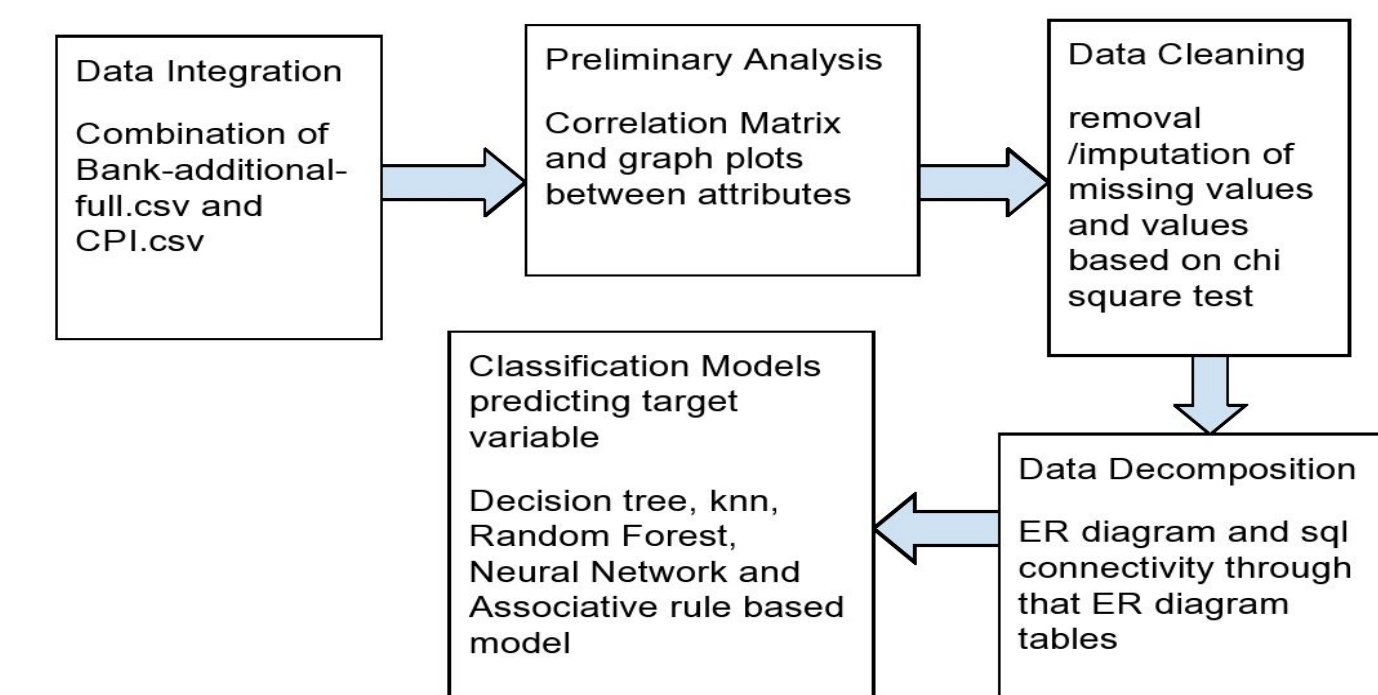 Data Integration
Combination of
Bank-additional-
full.csv and
CPI.csv
Preliminary Analysis
Correlation Matrix
and graph plots
between attributes
Data Cleaning
removal
/imputation of
missing values
and values
based on chi
square test
Data Decomposition
ER diagram and sql
connectivity through
that ER diagram
tables
Classification Models
predicting target
variable
Decision tree, knn,
Random Forest,
Neural Network and
Associative rule based
model